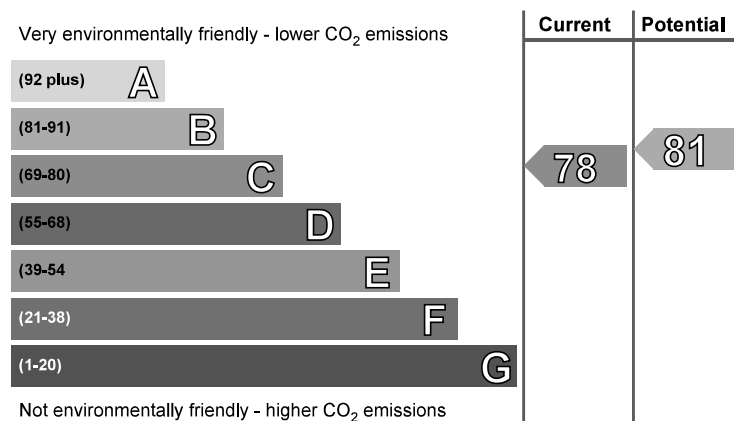 Very environmentally friendly - lower CO₂ emissions
Current
Potential
(92 plus) A
(81-91) B
(69-80) C
(55-68) D
(39-54 E
(21-38) F
(1-20) G
78
81
Not environmentally friendly - higher CO₂ emissions